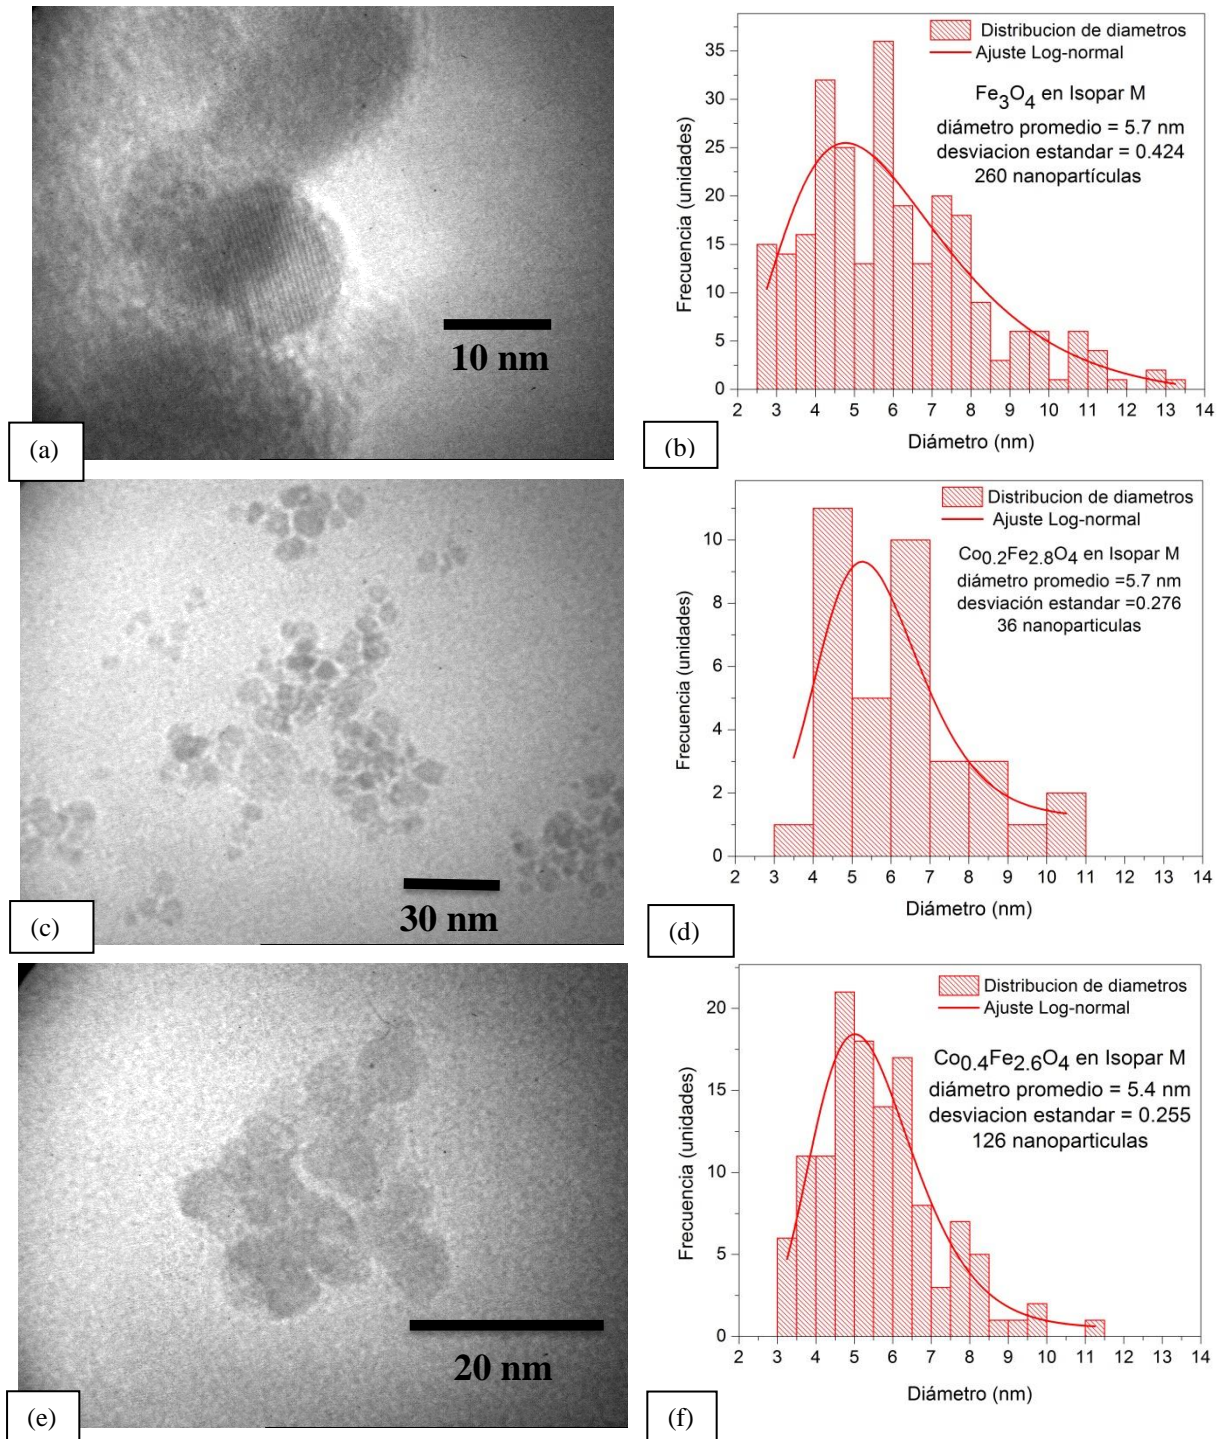 10 nm
(a)
Distribucion de diametros
Ajuste Log-normal
Fe3O4 en Isopar M
diámetro promedio = 5.7 nm
desviacion estandar = 0.424
260 nanopartículas
Frecuencia (unidades)
35
30
25
20
15
10
5
0
2 3 4 5 6 7 8 9 10 11 12 13 14
Diámetro (nm)
(b)
30 nm
(c)
Distribucion de diametros
Ajuste Log-normal
Co0.2Fe2.8O4 en Isopar M
diámetro promedio =5.7 nm
desviación estandar =0.276
36 nanoparticulas
Frecuencia (unidades)
10
8
6
4
2
0
2 3 4 5 6 7 8 9 10 11 12 13 14
Diámetro (nm)
(d)
20 nm
(e)
Distribucion de diametros
Ajuste Log-normal
Co0.4Fe2.6O4 en Isopar M
diámetro promedio = 5.4 nm
desviacion estandar = 0.255
126 nanoparticulas
Frecuencia (unidades)
20
15
10
5
0
2 3 4 5 6 7 8 9 10 11 12 13 14
Diámetro (nm)
(f)